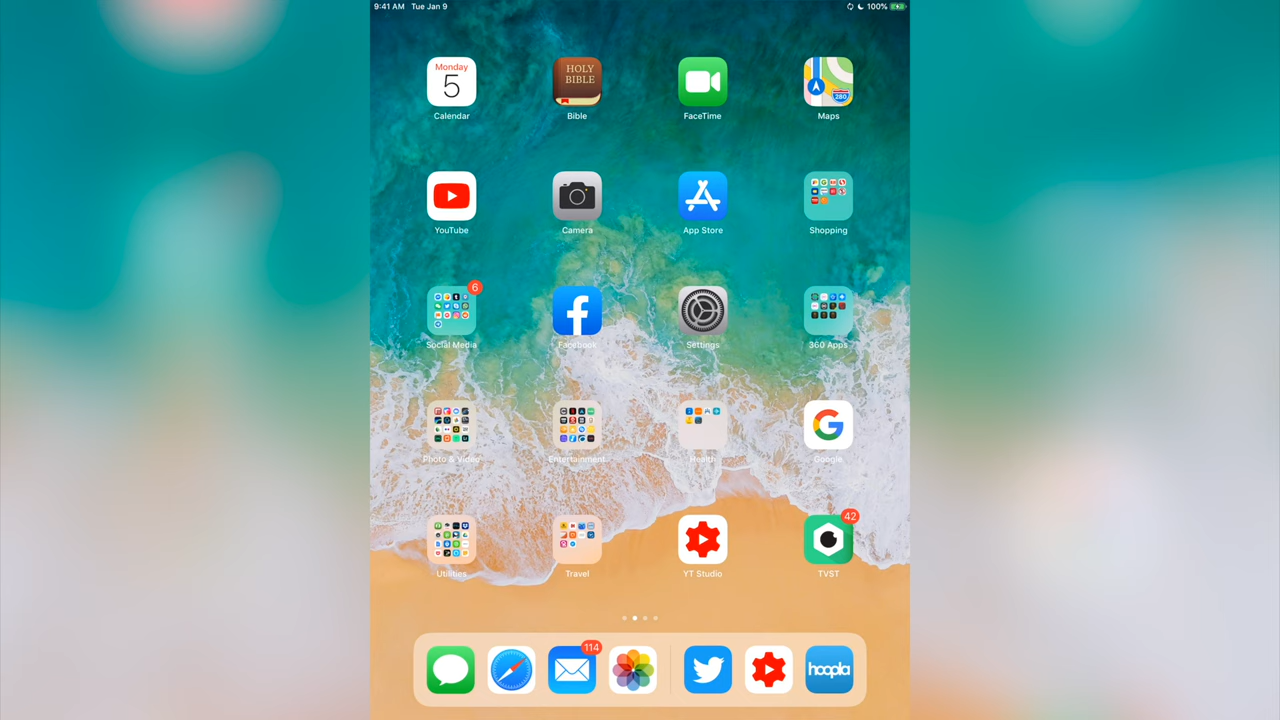 9:41 AM Tue Jan 9
100%
Monday
5
Calendar
HOLY
BIBLE
Bible
FaceTime
280
Maps
YouTube
Camera
App Store
Shopping
6
Social Media
Facebook
Settings
360 Apps
Photo & Video
Entertainment
Health
Google
Utilities
Travel
YT Studio
42
TVST
114
hoopla